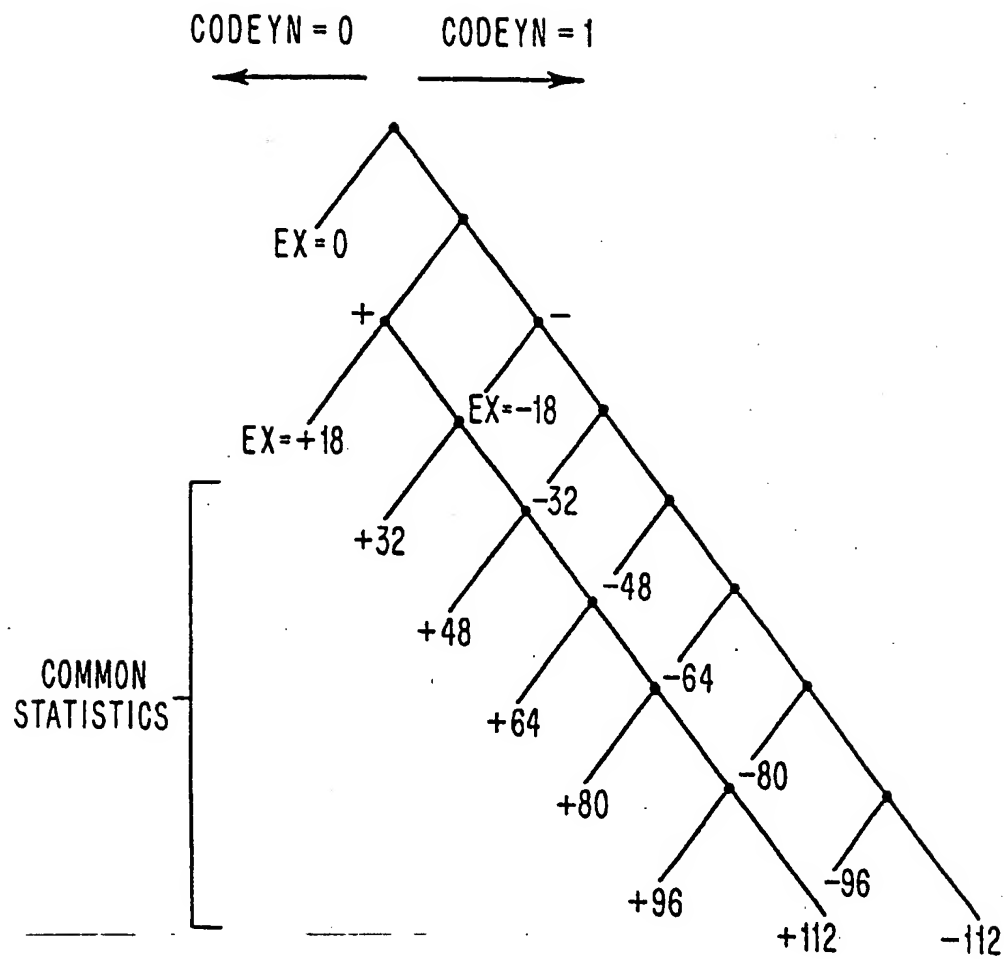 CODEYN = 0
CODEYN = 1
EX = 0
+
-
EX = +18
EX = -18
+32
-32
+48
-48
+64
-64
+80
-80
+96
-96
+112
-112
COMMON
STATISTICS